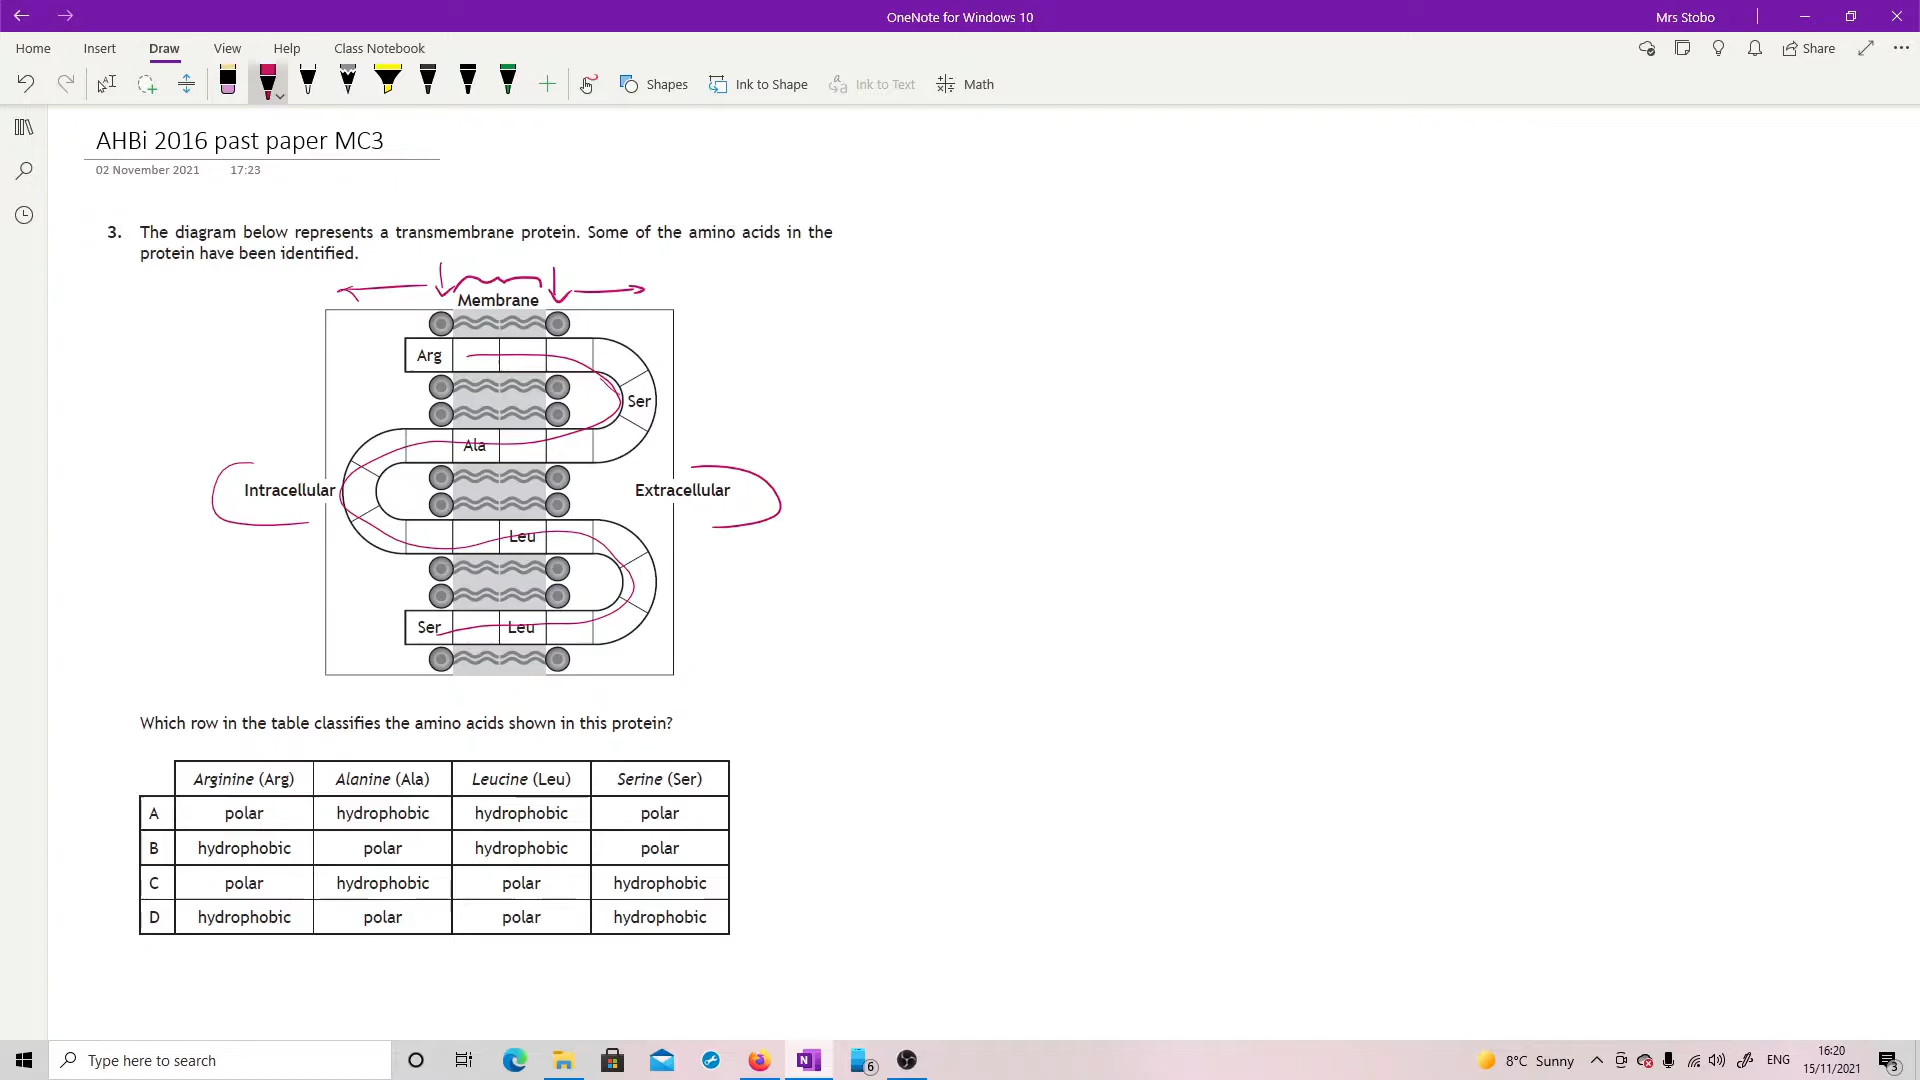 OneNote for Windows 10
Mrs Stobo
Home Insert Draw View Help Class Notebook
Share
Shapes Ink to Shape Ink to Text Math
AHBi 2016 past paper MC3
02 November 2021 17:23
3. The diagram below represents a transmembrane protein. Some of the amino acids in the
protein have been identified.
Membrane
Arg
Ser
Ala
Intracellular
Extracellular
Leu
Ser Leu
Which row in the table classifies the amino acids shown in this protein?
Arginine (Arg) Alanine (Ala) Leucine (Leu) Serine (Ser)
A polar hydrophobic hydrophobic polar
B hydrophobic polar hydrophobic polar
C polar hydrophobic polar hydrophobic
D hydrophobic polar polar hydrophobic
Type here to search
N
6
8°C Sunny
ENG
16:20
15/11/2021
3